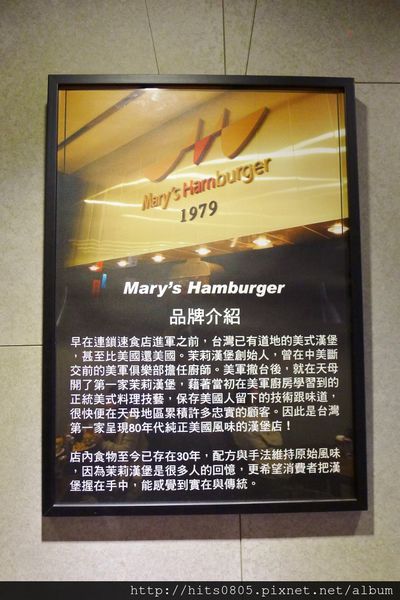 Mary's Hamburger
1979
Mary's Hamburger
品牌介紹
早在連鎖速食店進軍之前，台灣已有道地的美式漢堡
，甚至比美國還美國。茉莉漢堡創始人，曾在中美斷
交前的美軍俱樂部擔任廚師。美軍撤台後，就在天母
開了第一家茉莉漢堡，藉著當初在美軍廚房學習到的
正統美式料理技藝，保存美國人留下的技術跟味道，
很快便在天母地區累積許多忠實的顧客。因此是台灣
第一家呈現80年代純正美國風味的漢堡店！
店內食物至今已存在30年，配方與手法維持原始風味
，因為茉莉漢堡是很多人的回憶，更希望消費者把漢
堡握在手中，能感覺到實在與傳統。
http://hits0805.pixnet.net/album